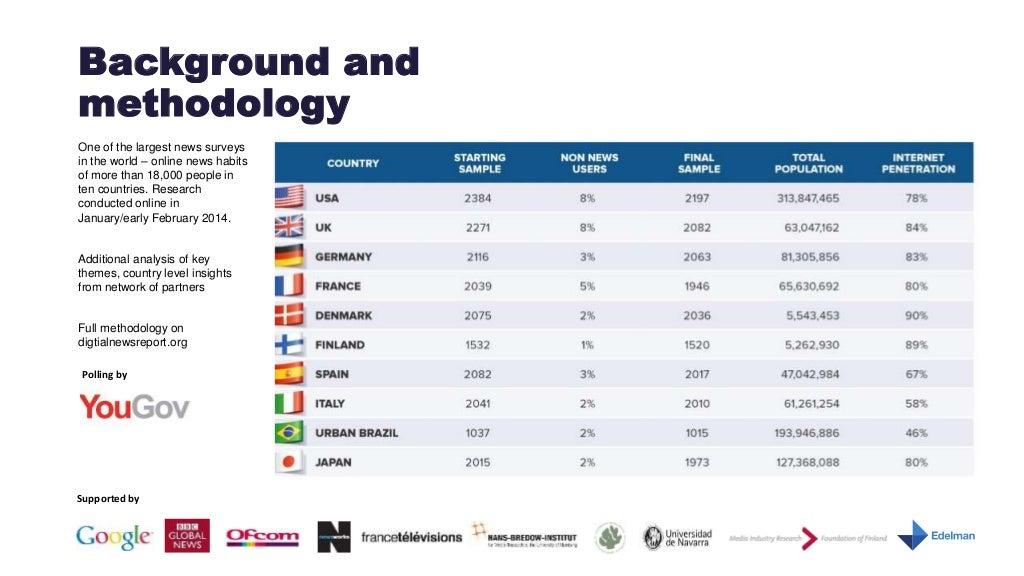 Background and
methodology
One of the largest news surveys
in the world – online news habits
of more than 18,000 people in
ten countries. Research
conducted online in
January/early February 2014.
Additional analysis of key
themes, country level insights
from network of partners
Full methodology on
digtialnewsreport.org
Polling by
YouGov
COUNTRY STARTING SAMPLE NON NEWS USERS FINAL SAMPLE TOTAL POPULATION INTERNET PENETRATION
USA 2384 8% 2197 313,847,465 78%
UK 2271 8% 2082 63,047,162 84%
GERMANY 2116 3% 2063 81,305,856 83%
FRANCE 2039 5% 1946 65,630,692 80%
DENMARK 2075 2% 2036 5,543,453 90%
FINLAND 1532 1% 1520 5,262,930 89%
SPAIN 2082 3% 2017 47,042,984 67%
ITALY 2041 2% 2010 61,261,254 58%
URBAN BRAZIL 1037 2% 1015 193,946,886 46%
JAPAN 2015 2% 1973 127,368,088 80%
Supported by
Google
BBC
GLOBAL
NEWS
Ofcom
N
newsworks
francetélévisions
HANS-BREDOW-INSTITUT
Universidad
de Navarra
Media Industry Research Foundation of Finland
Edelman